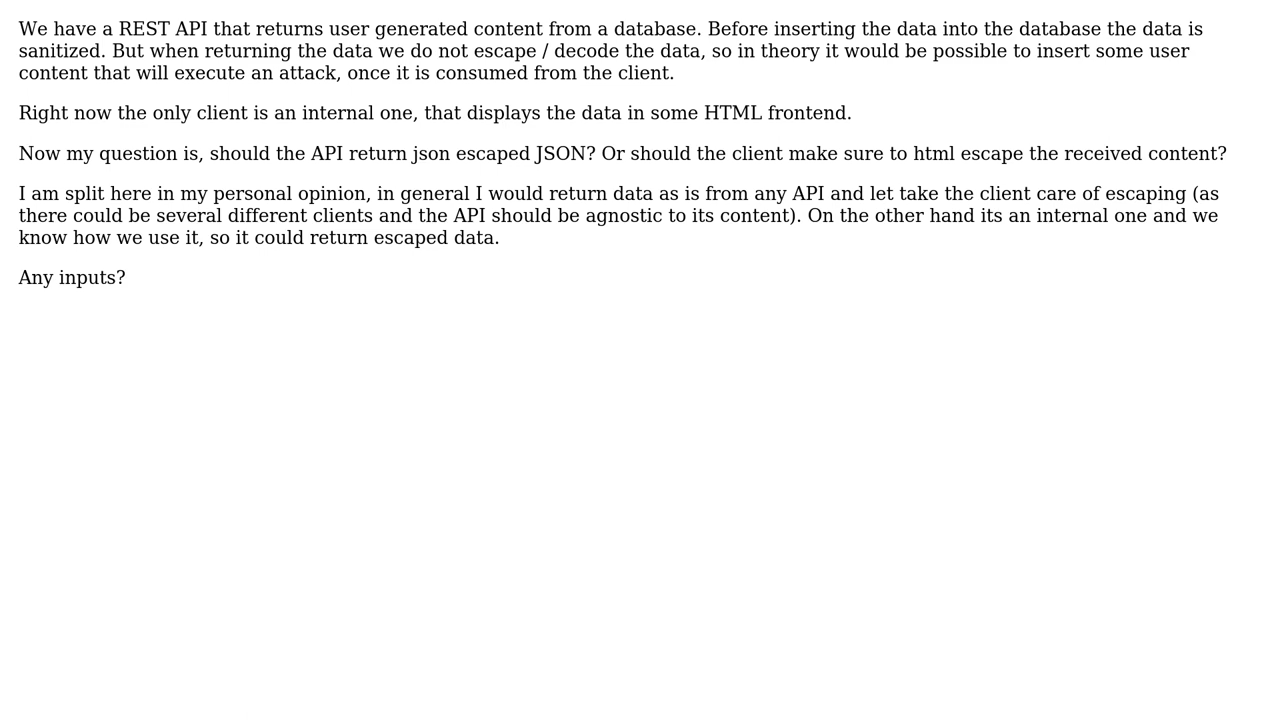 We have a REST API that returns user generated content from a database. Before inserting the data into the database the data is
sanitized. But when returning the data we do not escape / decode the data, so in theory it would be possible to insert some user
content that will execute an attack, once it is consumed from the client.
Right now the only client is an internal one, that displays the data in some HTML frontend.
Now my question is, should the API return json escaped JSON? Or should the client make sure to html escape the received content?
I am split here in my personal opinion, in general I would return data as is from any API and let take the client care of escaping (as
there could be several different clients and the API should be agnostic to its content). On the other hand its an internal one and we
know how we use it, so it could return escaped data.
Any inputs?